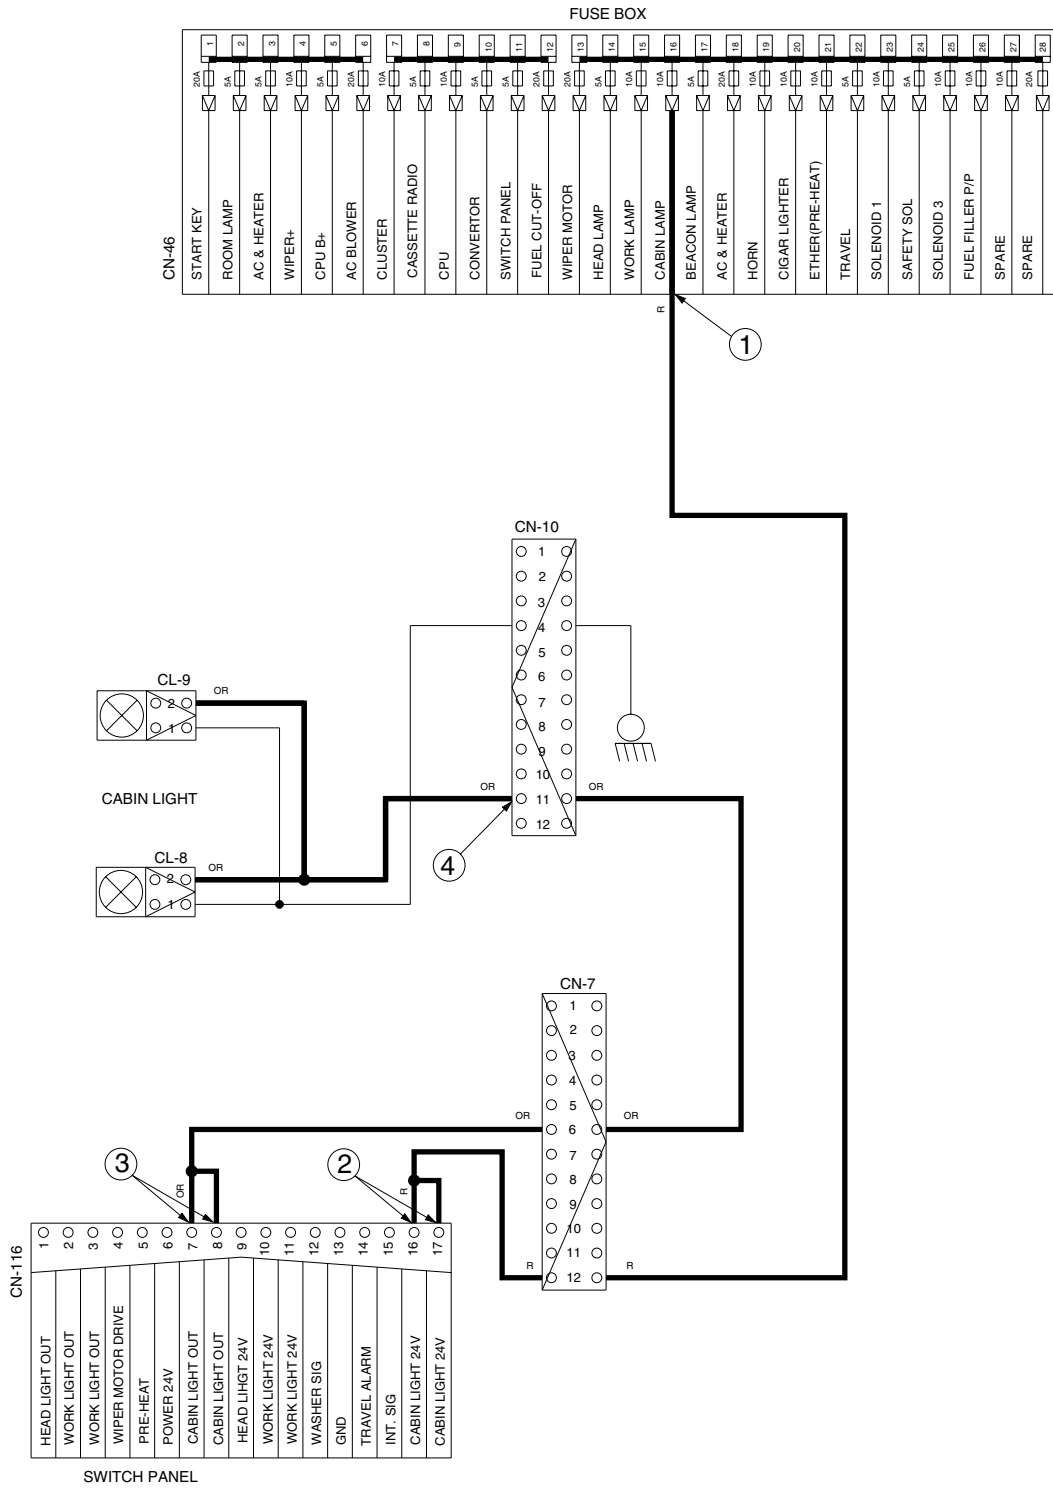 FUSE BOX
1 2 3 4 5 6 7 8 9 10 11 12 13 14 15 16 17 18 19 20 21 22 23 24 25 26 27 28
20A 5A 5A 10A 5A 20A 10A 5A 10A 10A 5A 5A 20A 10A 10A 10A 5A 20A 10A 10A 10A 5A 10A 5A 10A 10A 10A 20A
CN-46
START KEY
ROOM LAMP
AC & HEATER
WIPER+
CPU B+
AC BLOWER
CLUSTER
CASSETTE RADIO
CPU
CONVERTOR
SWITCH PANEL
FUEL CUT-OFF
WIPER MOTOR
HEAD LAMP
WORK LAMP
CABIN LAMP
BEACON LAMP
AC & HEATER
HORN
CIGAR LIGHTER
ETHER(PRE-HEAT)
TRAVEL
SOLENOID 1
SAFETY SOL
SOLENOID 3
FUEL FILLER P/P
SPARE
SPARE
R
1
CN-10
1
2
3
4
5
6
7
8
9
10
11
12
OR
OR
4
CL-9
OR
2
1
CABIN LIGHT
CL-8
OR
2
1
CN-7
1
2
3
4
5
6
7
8
9
10
11
12
OR
OR
R
R
3
2
OR
R
CN-116
1 2 3 4 5 6 7 8 9 10 11 12 13 14 15 16 17
HEAD LIGHT OUT
WORK LIGHT OUT
WORK LIGHT OUT
WIPER MOTOR DRIVE
PRE-HEAT
POWER 24V
CABIN LIGHT OUT
CABIN LIGHT OUT
HEAD LIHGT 24V
WORK LIGHT 24V
WORK LIGHT 24V
WASHER SIG
GND
TRAVEL ALARM
INT. SIG
CABIN LIGHT 24V
CABIN LIGHT 24V
SWITCH PANEL